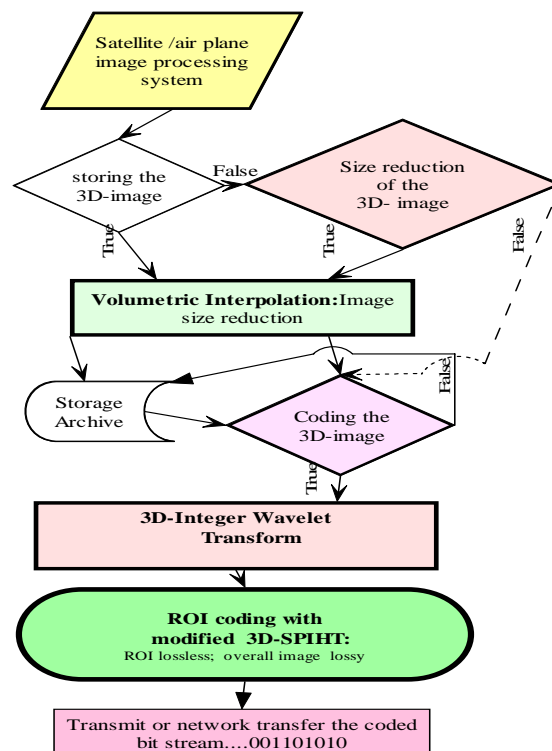 Satellite /air plane
image processing
system
storing the
3D-image
False
Size reduction
of the
3D- image
True
True
False
Volumetric Interpolation:Image
size reduction
Storage
Archive
Coding the
3D-image
False
True
3D-Integer Wavelet
Transform
ROI coding with
modified 3D-SPIHT:
ROI lossless; overall image lossy
Transmit or network transfer the coded
bit stream....001101010